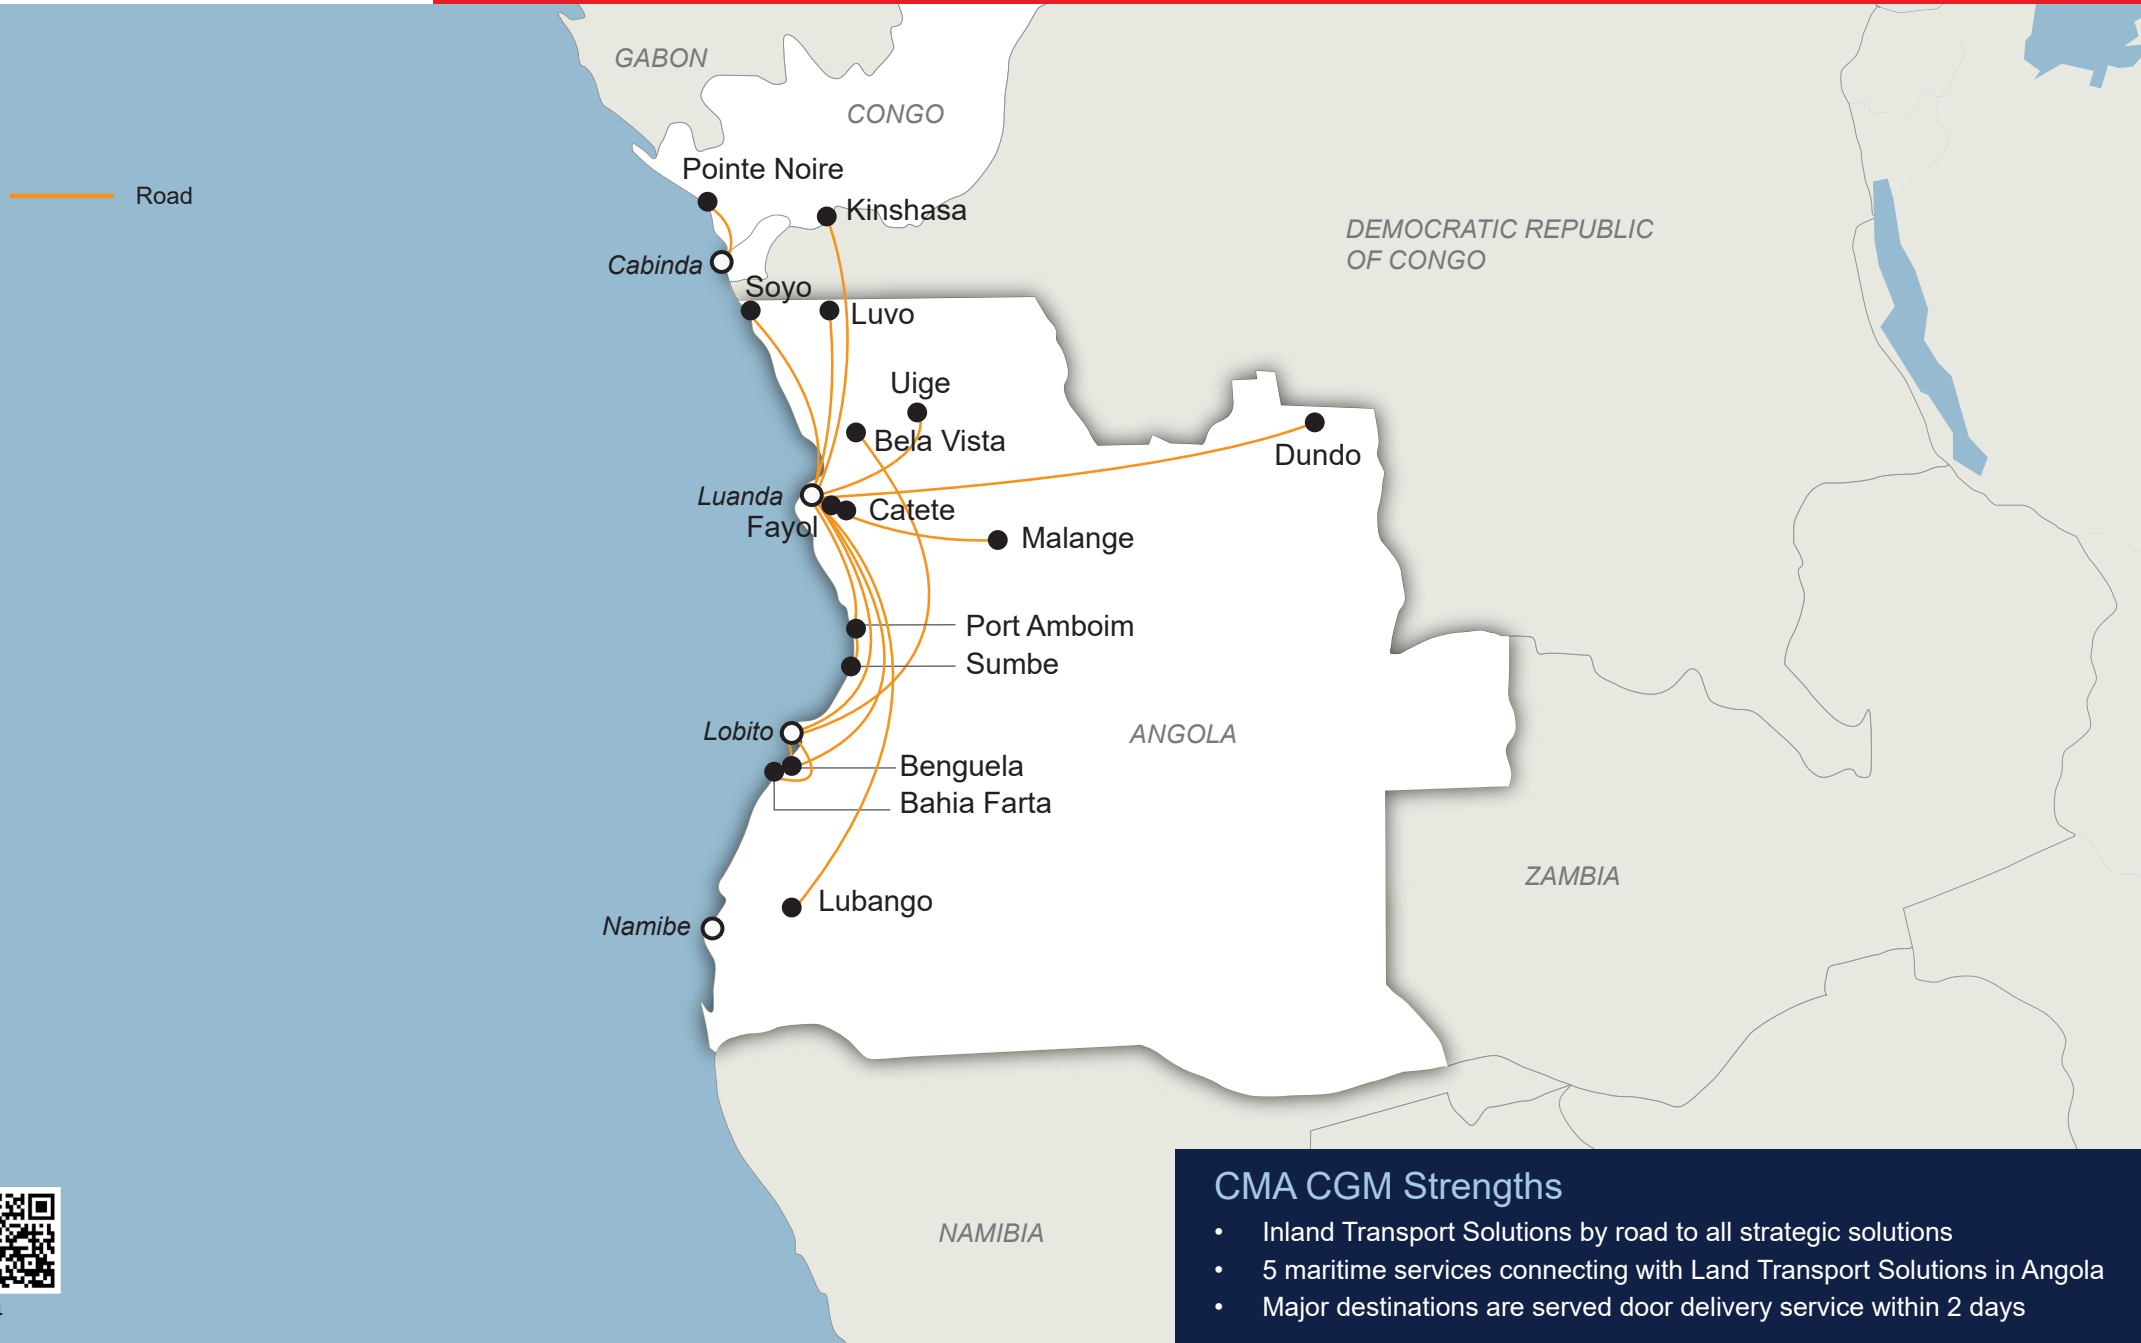 GABON
CONGO
Pointe Noire
Road
Kinshasa
DEMOCRATIC REPUBLIC
OF CONGO
Cabinda
Soyo
Luvo
Uige
Bela Vista
Dundo
Luanda
Catete
Fayol
Malange
Port Amboim
Sumbe
Lobito
ANGOLA
Benguela
Bahia Farta
ZAMBIA
Lubango
Namibe
NAMIBIA
CMA CGM Strengths
• Inland Transport Solutions by road to all strategic solutions
• 5 maritime services connecting with Land Transport Solutions in Angola
• Major destinations are served door delivery service within 2 days